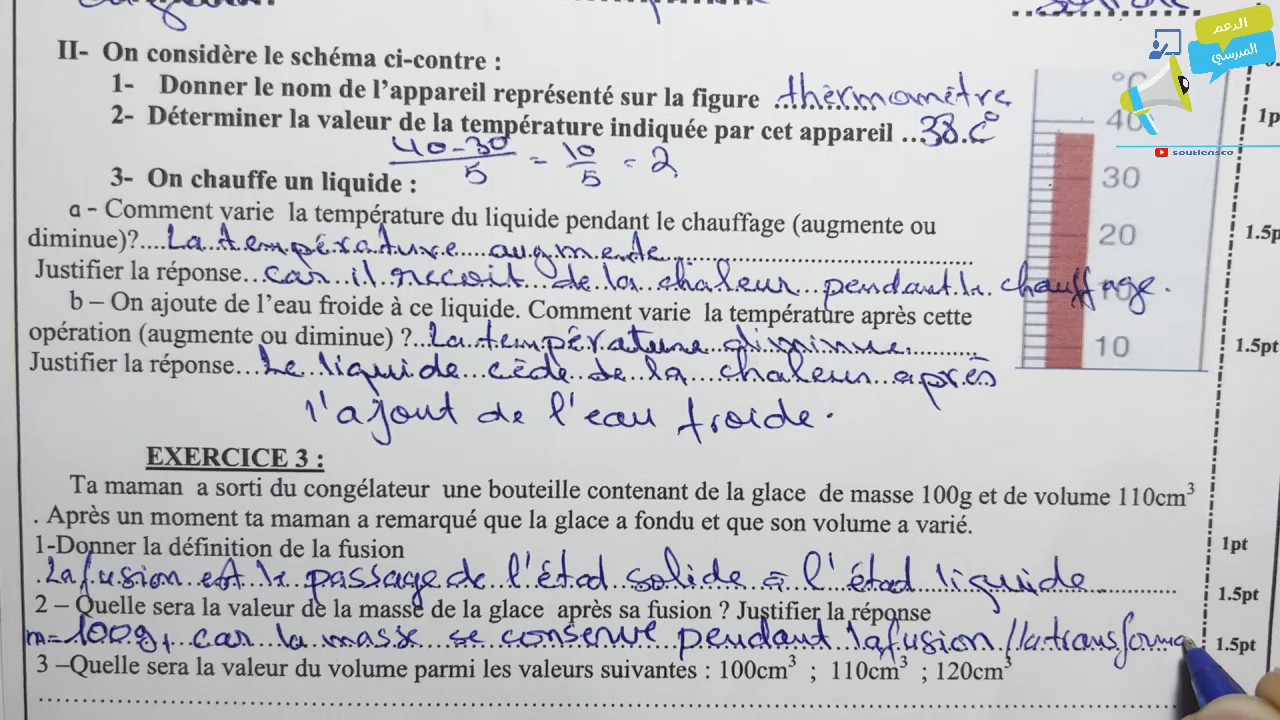 الدعم
المدرسي
soutiensco
II- On considère le schéma ci-contre :
1- Donner le nom de l'appareil représenté sur la figure ..thèrmomètre
2- Déterminer la valeur de la température indiquée par cet appareil ..38.C°
40-30/5 = 10/5 = 2
3- On chauffe un liquide :
a - Comment varie la température du liquide pendant le chauffage (augmente ou
diminue)?....La température augmente...
Justifier la réponse...car il recoit de la chaleur pendant le chauffage.
b – On ajoute de l'eau froide à ce liquide. Comment varie la température après cette
opération (augmente ou diminue) ?..La température diminue...
Justifier la réponse...Le liquide cède de la chaleur après
l'ajout de l'eau froide.
°C
40
30
20
10
10
1p
1.5p
1.5pt
EXERCICE 3 :
Ta maman a sorti du congélateur une bouteille contenant de la glace de masse 100g et de volume 110cm³
. Après un moment ta maman a remarqué que la glace a fondu et que son volume a varié.
1-Donner la définition de la fusion 1pt
.La fusion est le passage de l'état solide à l'état liquide... 1.5pt
2 – Quelle sera la valeur de la masse de la glace après sa fusion ? Justifier la réponse
m=100g, car la masse se conserve pendant la fusion /la transforma 1.5pt
3 –Quelle sera la valeur du volume parmi les valeurs suivantes : 100cm³ ; 110cm³ ; 120cm³